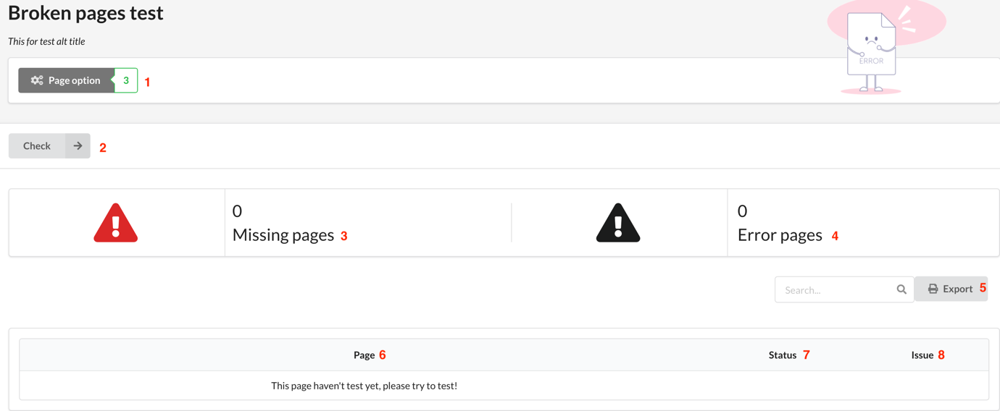 Broken pages test
This for test alt title
ERROR
Page option 3 1
Check 2
0
Missing pages 3
0
Error pages 4
Search...
Export 5
Page 6 Status 7 Issue 8
This page haven't test yet, please try to test!